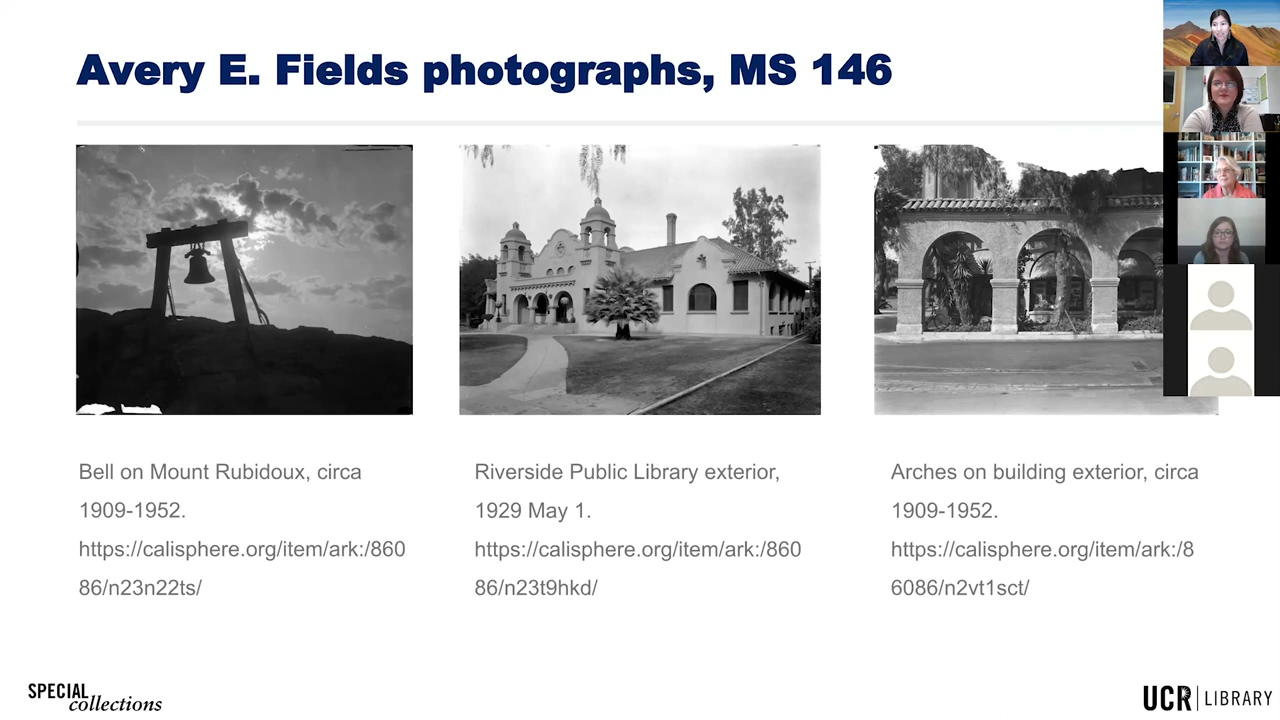 Avery E. Fields photographs, MS 146
Bell on Mount Rubidoux, circa
1909-1952.
https://calisphere.org/item/ark:/860
86/n23n22ts/
Riverside Public Library exterior,
1929 May 1.
https://calisphere.org/item/ark:/860
86/n23t9hkd/
Arches on building exterior, circa
1909-1952.
https://calisphere.org/item/ark:/8
6086/n2vt1sct/
SPECIAL
collections
UCR LIBRARY